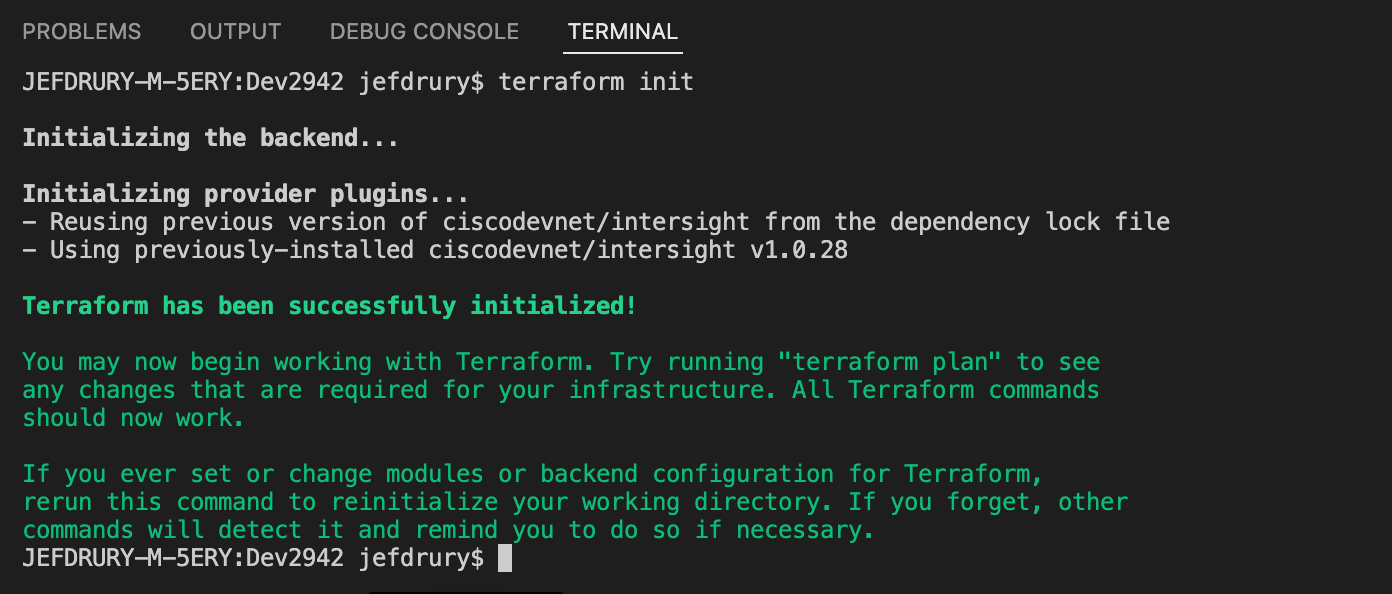 PROBLEMS OUTPUT DEBUG CONSOLE TERMINAL
JEFDRURY-M-5ERY:Dev2942 jefdrury$ terraform init
Initializing the backend...
Initializing provider plugins...
- Reusing previous version of ciscodevnet/intersight from the dependency lock file
- Using previously-installed ciscodevnet/intersight v1.0.28
Terraform has been successfully initialized!
You may now begin working with Terraform. Try running "terraform plan" to see
any changes that are required for your infrastructure. All Terraform commands
should now work.
If you ever set or change modules or backend configuration for Terraform,
rerun this command to reinitialize your working directory. If you forget, other
commands will detect it and remind you to do so if necessary.
JEFDRURY-M-5ERY:Dev2942 jefdrury$